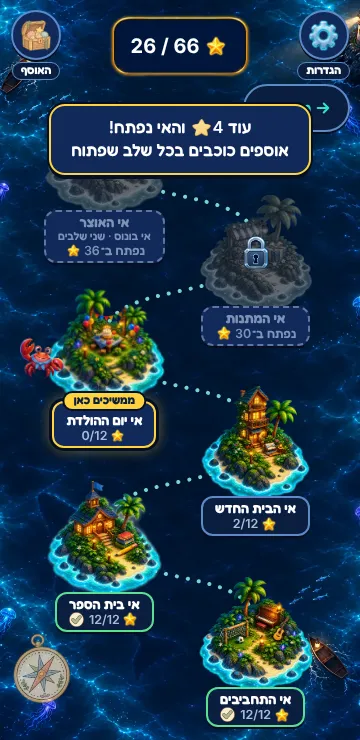 26 / 66
האוסף
הגדרות
עוד 4 והאי נפתח!
אוספים כוכבים בכל שלב שפתוח
אי האוצר
אי בונוס · שני שלבים
נפתח ב־36
אי המתנות
נפתח ב־30
ממשיכים כאן
אי יום ההולדת
0/12
אי הבית החדש
2/12
אי בית הספר
12/12
אי התחביבים
12/12